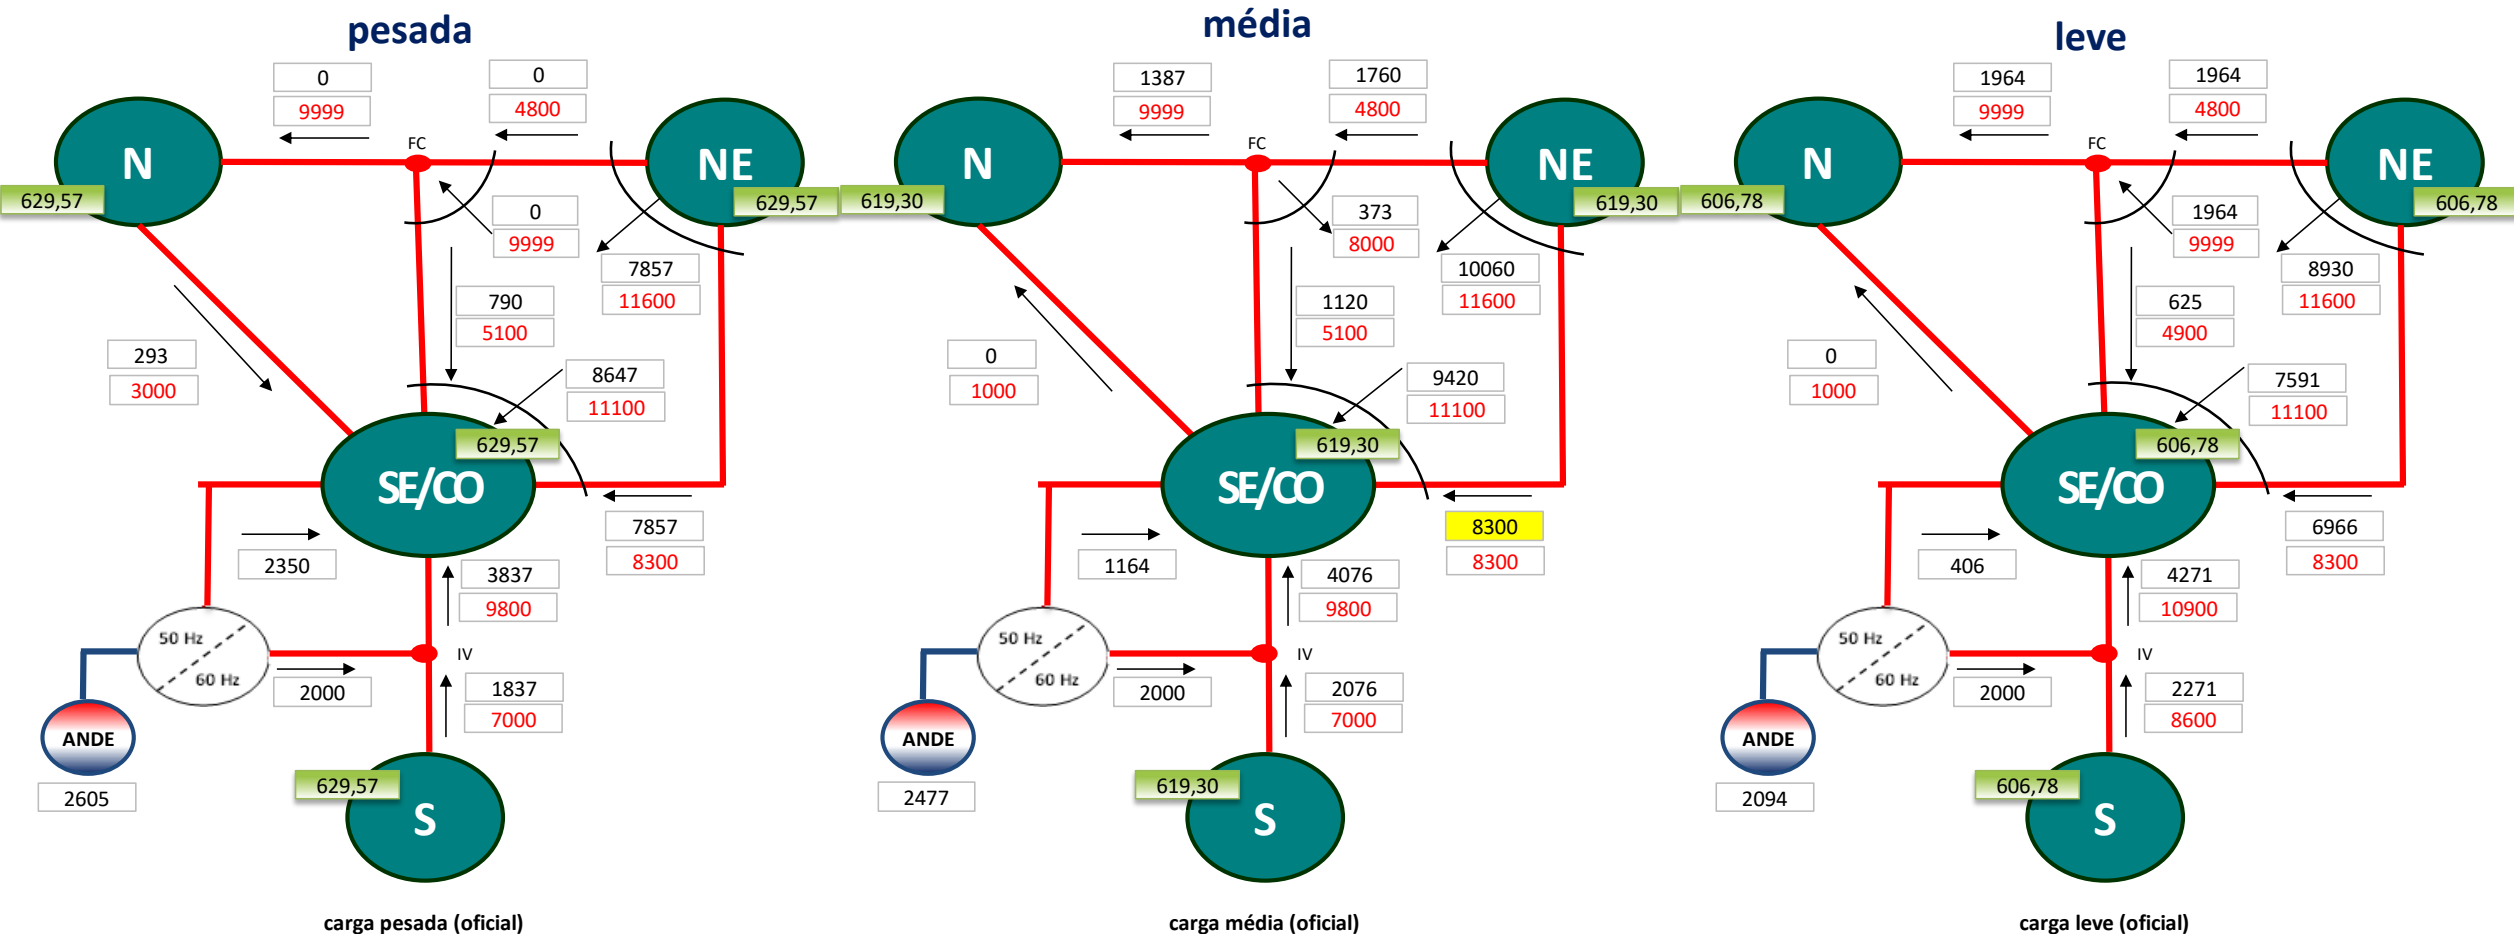 pesada
0
0
9999
4800
FC
N
NE
629,57
629,57
0
9999
7857
11600
790
5100
293
3000
8647
11100
629,57
SE/CO
7857
8300
2350
3837
9800
50 Hz
60 Hz
IV
2000
1837
7000
ANDE
2605
629,57
S
carga pesada (oficial)
média
1387
1760
9999
4800
FC
N
NE
619,30
619,30
373
8000
10060
11600
1120
5100
0
1000
9420
11100
619,30
SE/CO
8300
8300
1164
4076
9800
50 Hz
60 Hz
IV
2000
2076
7000
ANDE
2477
619,30
S
carga média (oficial)
leve
1964
1964
9999
4800
FC
N
NE
606,78
606,78
1964
9999
8930
11600
625
4900
0
1000
7591
11100
606,78
SE/CO
6966
8300
406
4271
10900
50 Hz
60 Hz
IV
2000
2271
8600
ANDE
2094
606,78
S
carga leve (oficial)